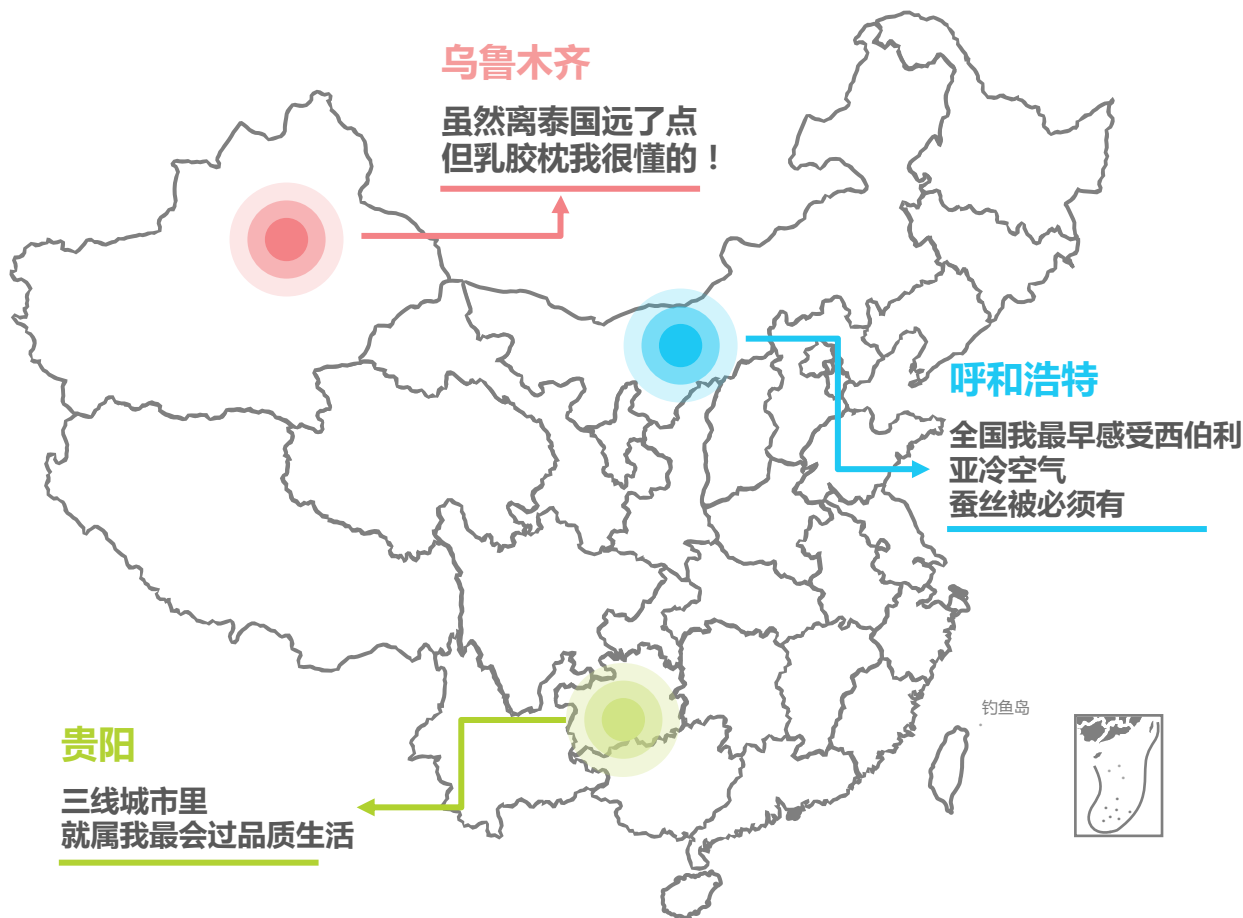 乌鲁木齐
虽然离泰国远了点
但乳胶枕我很懂的！
呼和浩特
全国我最早感受西伯利
亚冷空气
蚕丝被必须有
钓鱼岛
贵阳
三线城市里
就属我最会过品质生活